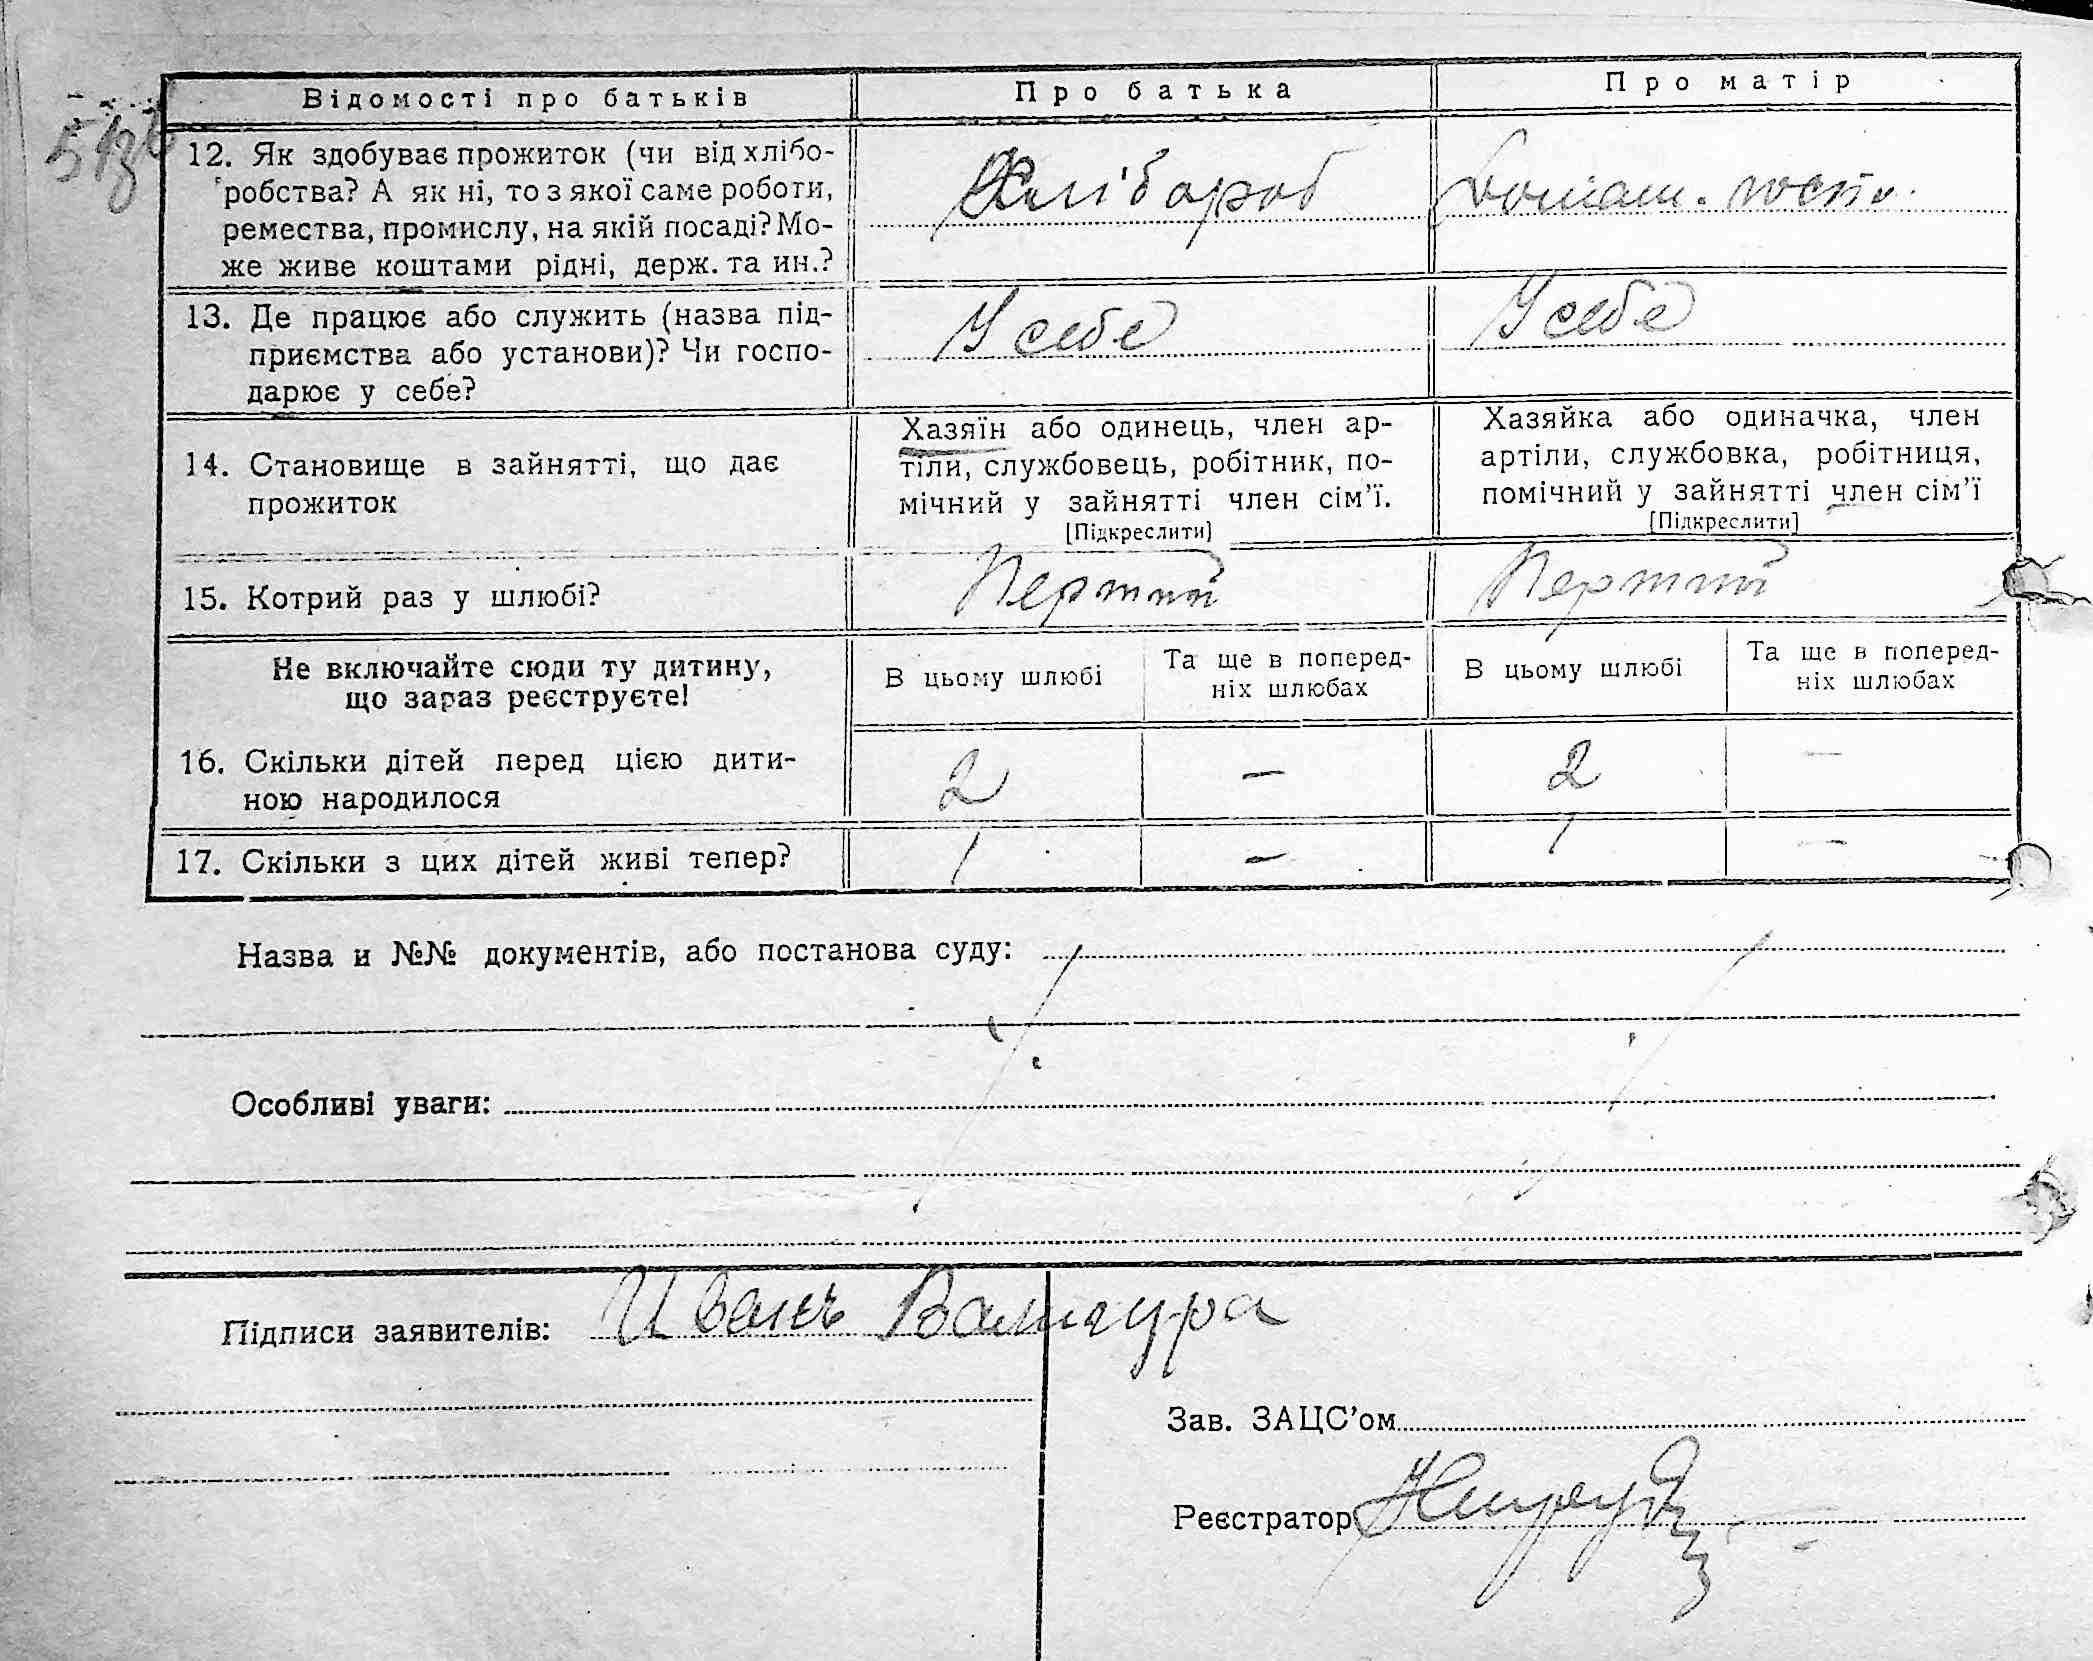 Відомості про батьків
Про батька
Про матір
12. Як здобуває прожиток (чи від хлібо-
робства? А як ні, то з якої саме роботи,
ремества, промислу, на якій посаді? Мо-
же живе коштами рідні, держ. та ин.?
Хлібороб
Домаш. госп.
13. Де працює або служить (назва під-
приємства або установи)? Чи госпо-
дарює у себе?
У себе
У себе
14. Становище в зайнятті, що дає
прожиток
Хазяїн або одинець, член ар-
тіли, службовець, робітник, по-
мічний у зайнятті член сім'ї.
[Підкреслити]
Хазяйка або одиначка, член
артіли, службовка, робітниця,
помічний у зайнятті член сім'ї
[Підкреслити]
15. Котрий раз у шлюбі?
Перший
Перший
Не включайте сюди ту дитину,
що зараз реєструєте!
В цьому шлюбі
Та ще в поперед-
ніх шлюбах
В цьому шлюбі
Та ще в поперед-
ніх шлюбах
16. Скільки дітей перед цією дити-
ною народилося
2
—
2
—
17. Скільки з цих дітей живі тепер?
1
—
1
—
Назва и №№ документів, або постанова суду:
Особливі уваги:
Підписи заявителів: Иванъ
Зав. ЗАЦС'ом
Реєстратор